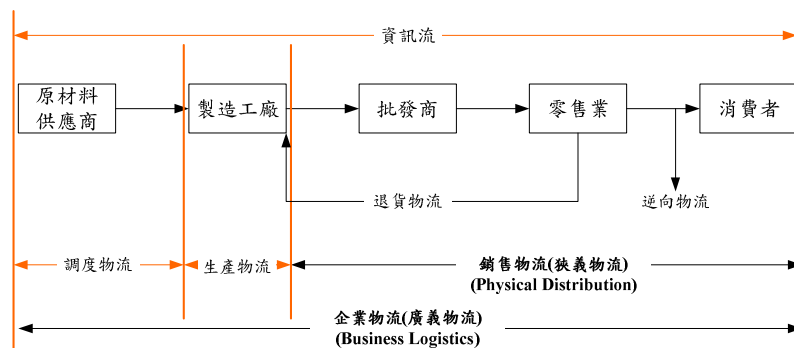 資訊流
原材料
供應商
製造工廠
批發商
零售業
消費者
退貨物流
逆向物流
調度物流
生產物流
銷售物流(狹義物流)
(Physical Distribution)
企業物流(廣義物流)
(Business Logistics)